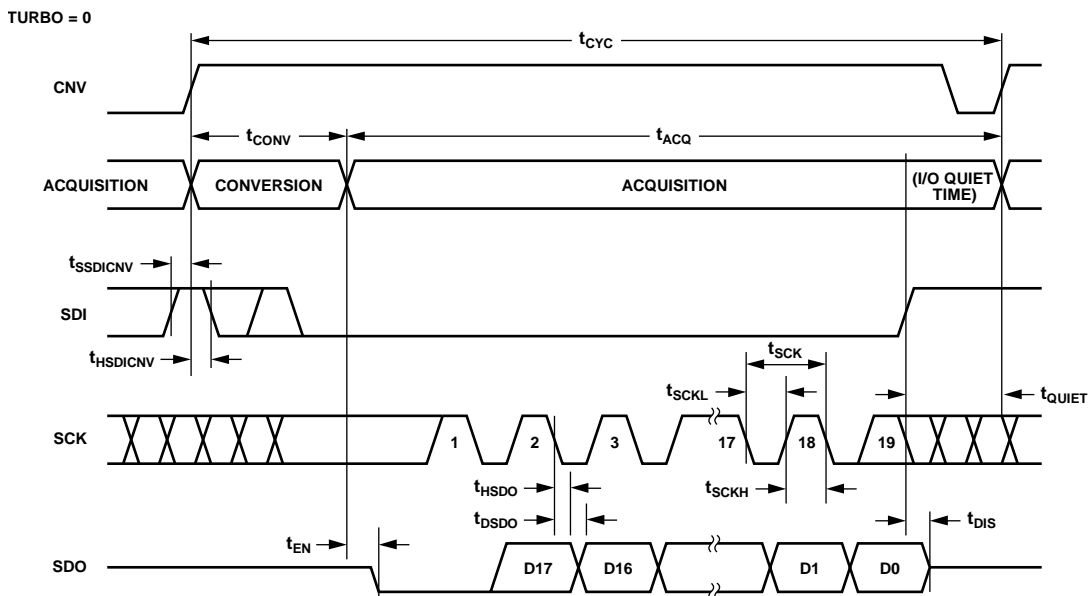 TURBO = 0
tCYC
CNV
tCONV
tACQ
ACQUISITION
CONVERSION
ACQUISITION
(I/O QUIET
TIME)
tSSDICNV
SDI
tHSDICNV
tSCK
tSCKL
tQUIET
SCK
1
2
3
17
18
19
tHSDO
tSCKH
tDSDO
tEN
tDIS
SDO
D17
D16
D1
D0